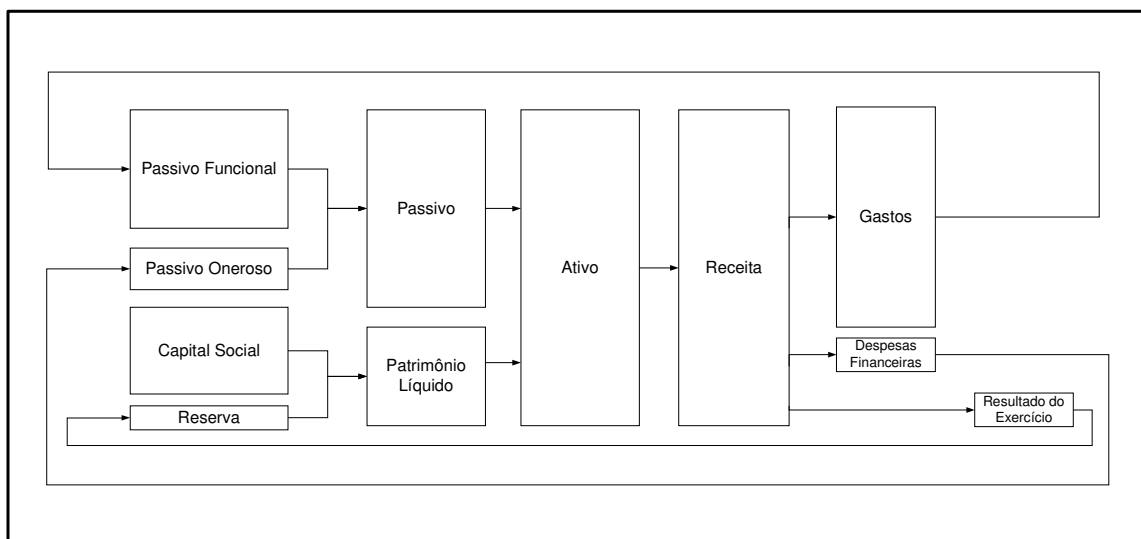 Passivo Funcional
Passivo Oneroso
Capital Social
Reserva
Passivo
Patrimônio
Líquido
Ativo
Receita
Gastos
Despesas
Financeiras
Resultado do
Exercício